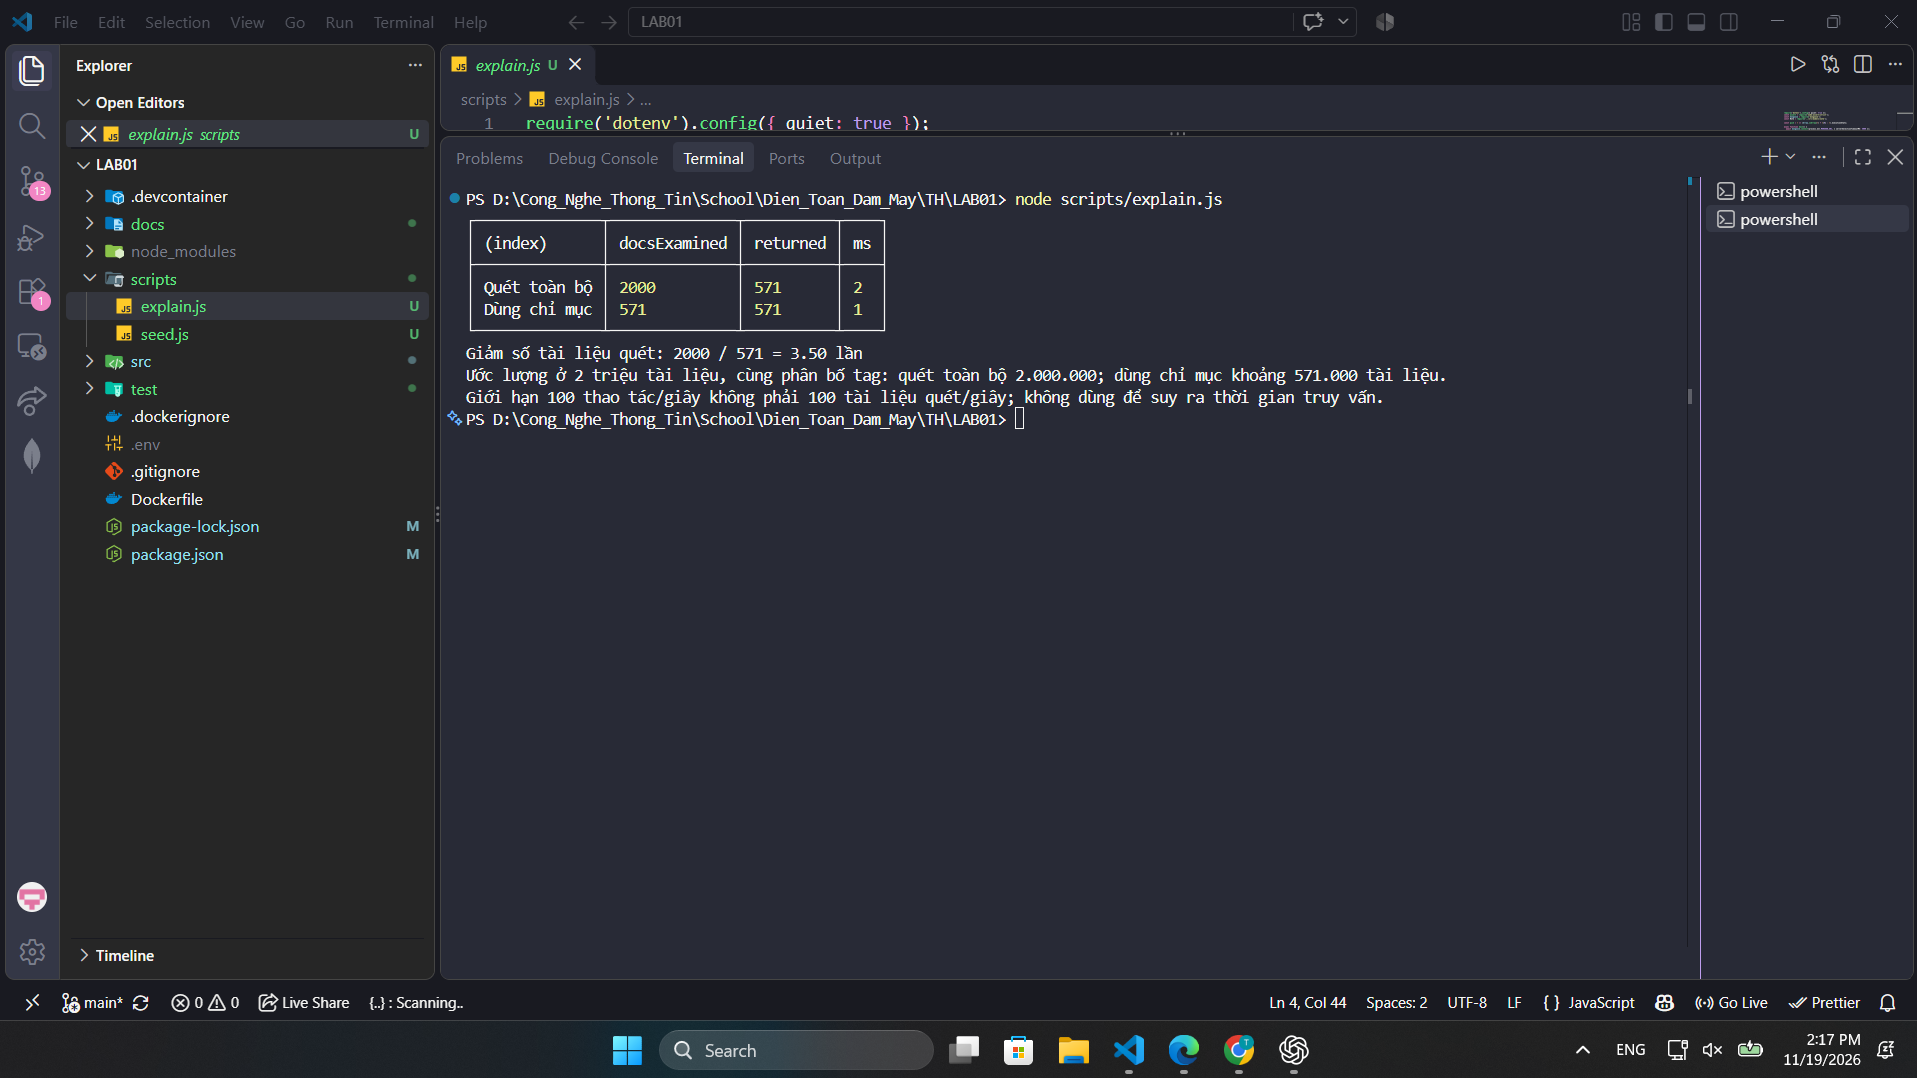 File Edit Selection View Go Run Terminal Help
LAB01
Explorer
Open Editors
explain.js scripts U
LAB01
.devcontainer
docs
node_modules
scripts
explain.js U
seed.js U
src
test
.dockerignore
.env
.gitignore
Dockerfile
package-lock.json M
package.json M
Timeline
13
1
explain.js U
scripts > explain.js > ...
1 require('dotenv').config({ quiet: true });
Problems Debug Console Terminal Ports Output
powershell
powershell
PS D:\Cong_Nghe_Thong_Tin\School\Dien_Toan_Dam_May\TH\LAB01> node scripts/explain.js
(index) docsExamined returned ms
Quét toàn bộ 2000 571 2
Dùng chỉ mục 571 571 1
Giảm số tài liệu quét: 2000 / 571 = 3.50 lần
Ước lượng ở 2 triệu tài liệu, cùng phân bố tag: quét toàn bộ 2.000.000; dùng chỉ mục khoảng 571.000 tài liệu.
Giới hạn 100 thao tác/giây không phải 100 tài liệu quét/giây; không dùng để suy ra thời gian truy vấn.
PS D:\Cong_Nghe_Thong_Tin\School\Dien_Toan_Dam_May\TH\LAB01>
main* 0 0 Live Share {..} : Scanning..
Ln 4, Col 44 Spaces: 2 UTF-8 LF { } JavaScript Go Live Prettier
Search
ENG
2:17 PM
11/19/2026